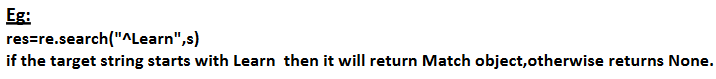 Eg:
res=re.search("^Learn",s)
if the target string starts with Learn  then it will return Match object,otherwise returns None.